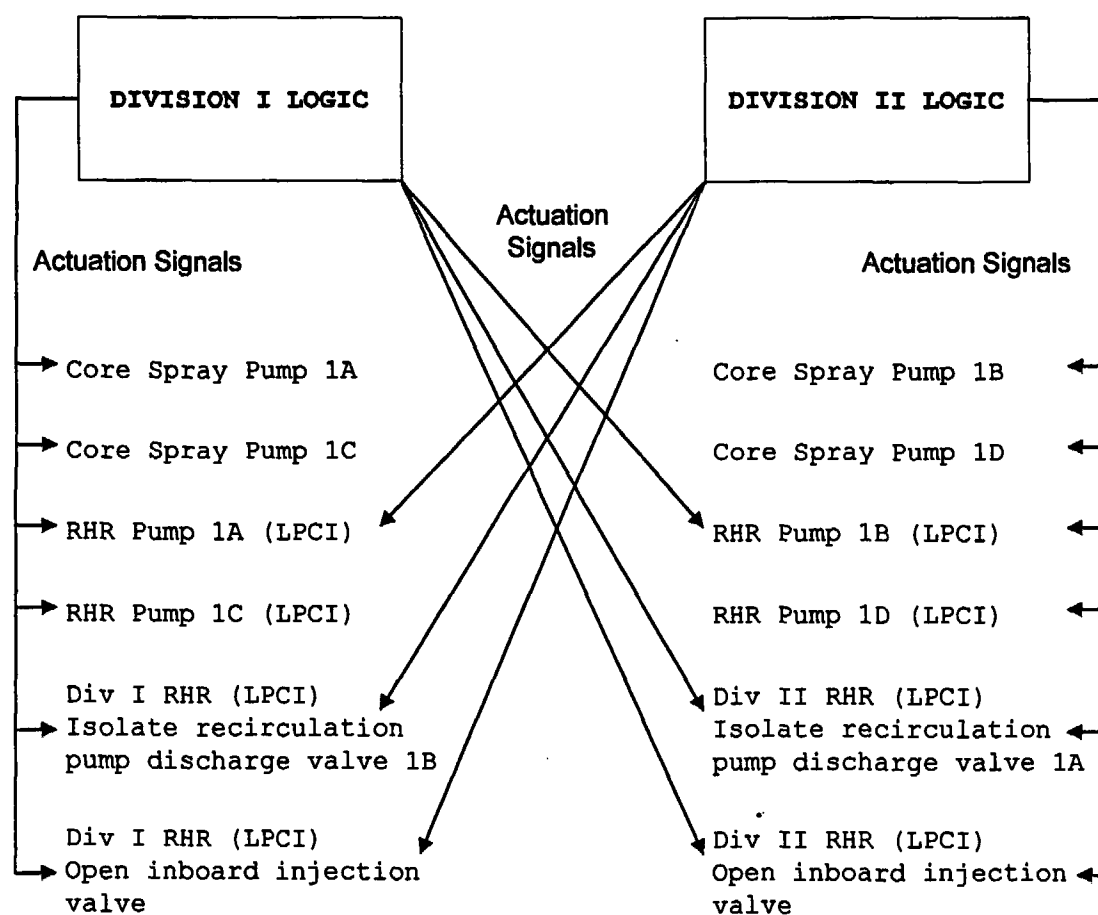 DIVISION I LOGIC
DIVISION II LOGIC
Actuation
Signals
Actuation Signals
Actuation Signals
Core Spray Pump 1A
Core Spray Pump 1B
Core Spray Pump 1C
Core Spray Pump 1D
RHR Pump 1A (LPCI)
RHR Pump 1B (LPCI)
RHR Pump 1C (LPCI)
RHR Pump 1D (LPCI)
Div I RHR (LPCI)
Isolate recirculation
pump discharge valve 1B
Div II RHR (LPCI)
Isolate recirculation
pump discharge valve 1A
Div I RHR (LPCI)
Open inboard injection
valve
Div II RHR (LPCI)
Open inboard injection
valve